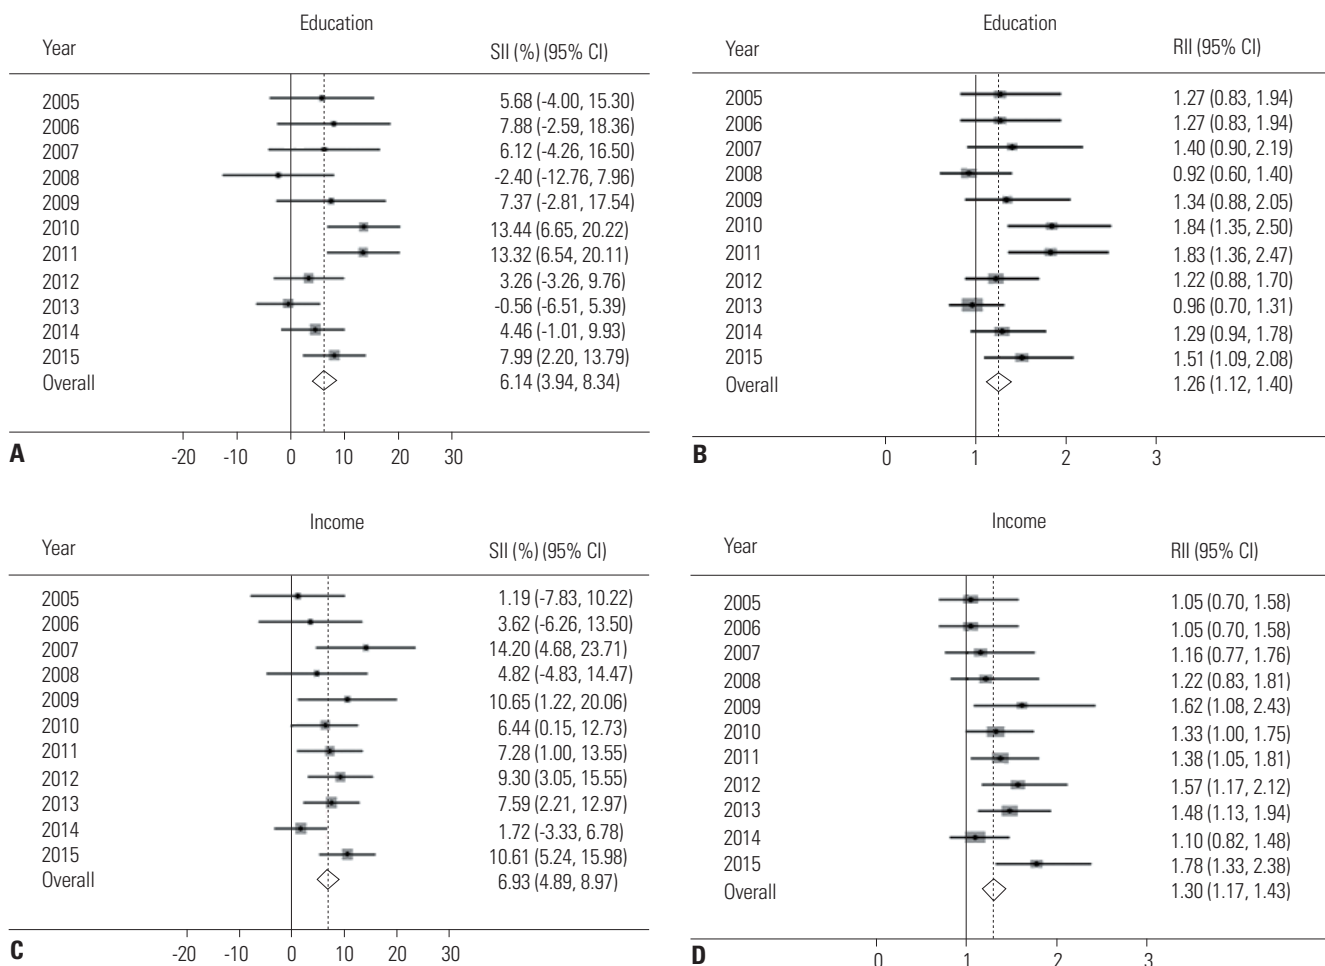 Education
Year SII (%) (95% CI)
2005 5.68 (-4.00, 15.30)
2006 7.88 (-2.59, 18.36)
2007 6.12 (-4.26, 16.50)
2008 -2.40 (-12.76, 7.96)
2009 7.37 (-2.81, 17.54)
2010 13.44 (6.65, 20.22)
2011 13.32 (6.54, 20.11)
2012 3.26 (-3.26, 9.76)
2013 -0.56 (-6.51, 5.39)
2014 4.46 (-1.01, 9.93)
2015 7.99 (2.20, 13.79)
Overall 6.14 (3.94, 8.34)
A -20 -10 0 10 20 30
Education
Year RII (95% CI)
2005 1.27 (0.83, 1.94)
2006 1.27 (0.83, 1.94)
2007 1.40 (0.90, 2.19)
2008 0.92 (0.60, 1.40)
2009 1.34 (0.88, 2.05)
2010 1.84 (1.35, 2.50)
2011 1.83 (1.36, 2.47)
2012 1.22 (0.88, 1.70)
2013 0.96 (0.70, 1.31)
2014 1.29 (0.94, 1.78)
2015 1.51 (1.09, 2.08)
Overall 1.26 (1.12, 1.40)
B 0 1 2 3
Income
Year SII (%) (95% CI)
2005 1.19 (-7.83, 10.22)
2006 3.62 (-6.26, 13.50)
2007 14.20 (4.68, 23.71)
2008 4.82 (-4.83, 14.47)
2009 10.65 (1.22, 20.06)
2010 6.44 (0.15, 12.73)
2011 7.28 (1.00, 13.55)
2012 9.30 (3.05, 15.55)
2013 7.59 (2.21, 12.97)
2014 1.72 (-3.33, 6.78)
2015 10.61 (5.24, 15.98)
Overall 6.93 (4.89, 8.97)
C -20 -10 0 10 20 30
Income
Year RII (95% CI)
2005 1.05 (0.70, 1.58)
2006 1.05 (0.70, 1.58)
2007 1.16 (0.77, 1.76)
2008 1.22 (0.83, 1.81)
2009 1.62 (1.08, 2.43)
2010 1.33 (1.00, 1.75)
2011 1.38 (1.05, 1.81)
2012 1.57 (1.17, 2.12)
2013 1.48 (1.13, 1.94)
2014 1.10 (0.82, 1.48)
2015 1.78 (1.33, 2.38)
Overall 1.30 (1.17, 1.43)
D 0 1 2 3